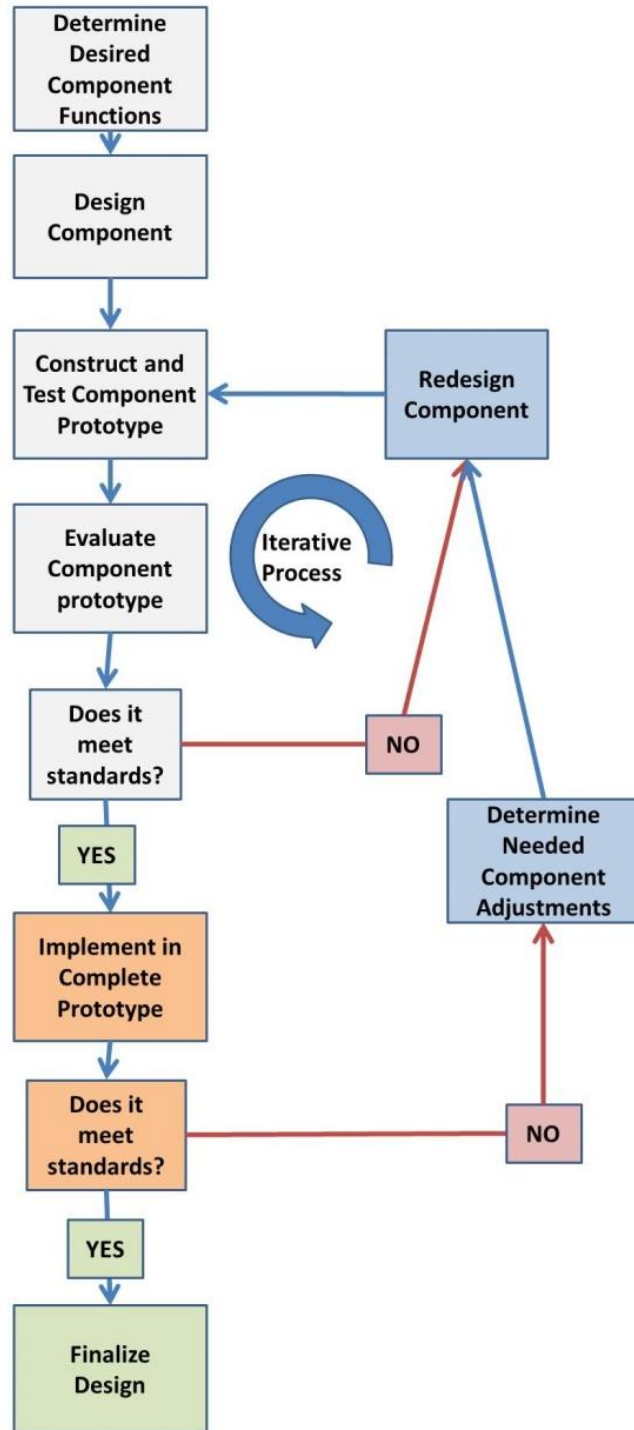 Determine
Desired
Component
Functions
Design
Component
Construct and
Test Component
Prototype
Redesign
Component
Evaluate
Component
prototype
Iterative
Process
Does it
meet
standards?
NO
YES
Determine
Needed
Component
Adjustments
Implement in
Complete
Prototype
Does it
meet
standards?
NO
YES
Finalize
Design